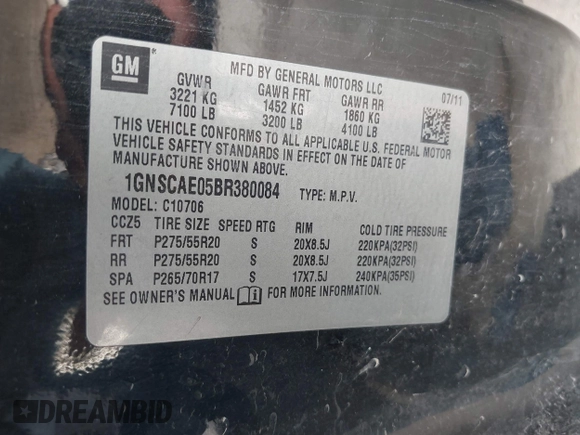 GM
MFD BY GENERAL MOTORS LLC
07/11
GVWR GAWR FRT GAWR RR
3221 KG 1452 KG 1860 KG
7100 LB 3200 LB 4100 LB
THIS VEHICLE CONFORMS TO ALL APPLICABLE U.S. FEDERAL MOTOR
VEHICLE SAFETY STANDARDS IN EFFECT ON THE DATE OF
MANUFACTURE SHOWN ABOVE.
1GNSCAE05BR380084 TYPE: M.P.V.
MODEL: C10706
CCZ5 TIRE SIZE SPEED RTG RIM COLD TIRE PRESSURE
FRT P275/55R20 S 20X8.5J 220KPA(32PSI)
RR P275/55R20 S 20X8.5J 220KPA(32PSI)
SPA P265/70R17 S 17X7.5J 240KPA(35PSI)
SEE OWNER'S MANUAL FOR MORE INFORMATION.
DREAMBID